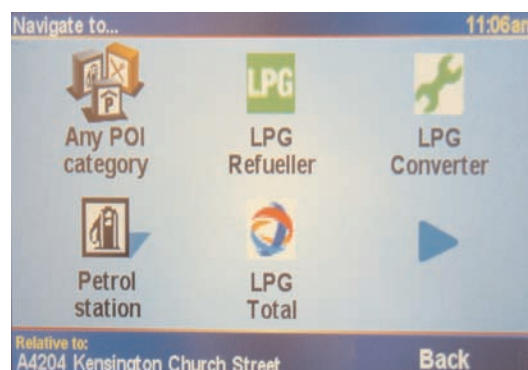 Navigate to...
11:06am
Any POI category
LPG
LPG Refueller
LPG Converter
P
Petrol station
LPG Total
Relative to:
A4204 Kensington Church Street
Back